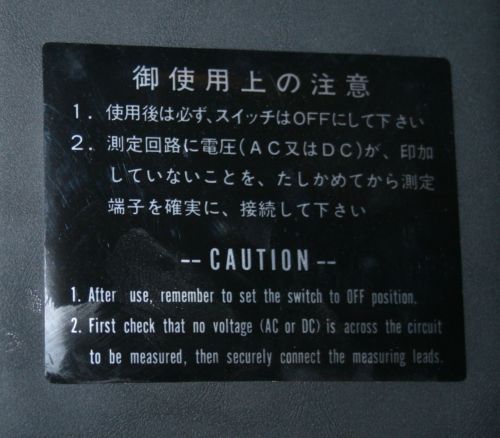 御使用上の注意
1. 使用後は必ず、スイッチはOFFにして下さい
2. 測定回路に電圧(AC又はDC)が、印加
していないことを、たしかめてから測定
端子を確実に、接続して下さい
-- CAUTION --
1. After use, remember to set the switch to OFF position.
2. First check that no voltage (AC or DC) is across the circuit
to be measured, then securely connect the measuring leads.